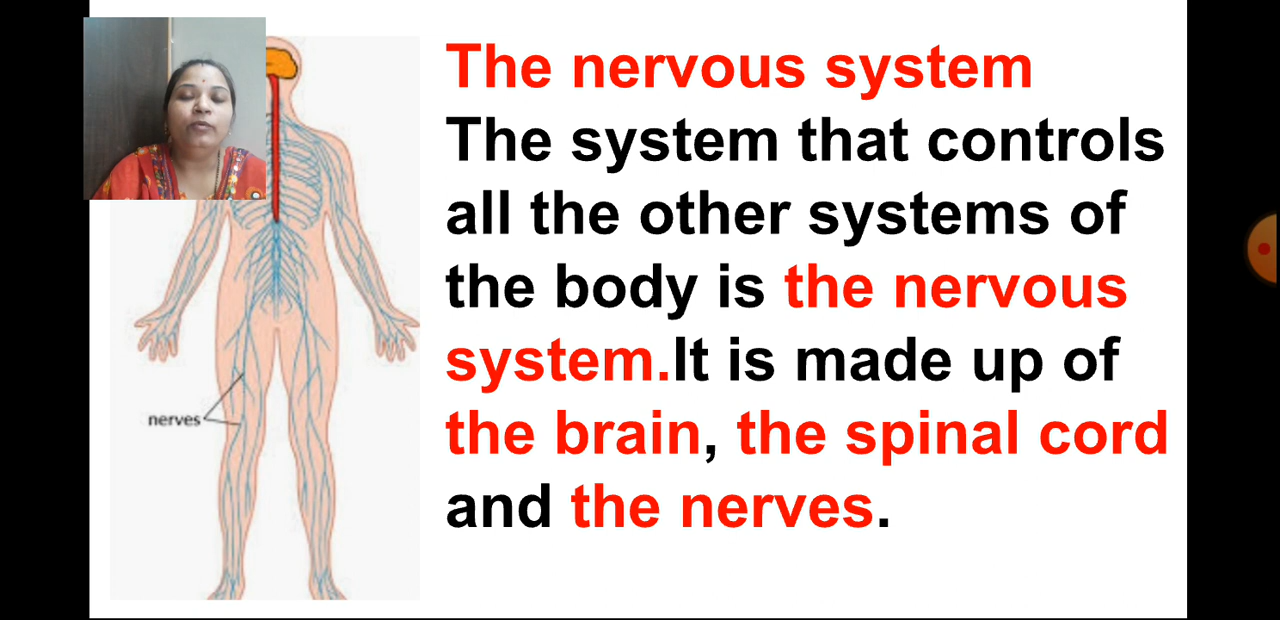 The nervous system
The system that controls
all the other systems of
the body is the nervous
system.It is made up of
the brain, the spinal cord
and the nerves.
nerves